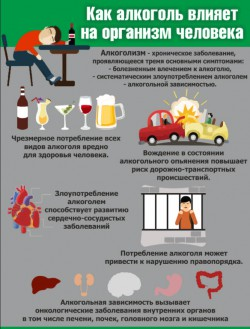 Как алкоголь влияет
на организм человека
Алкоголизм - хроническое заболевание,
проявляющееся тремя основными симптомами:
- болезненным влечением к алкоголю,
- систематическим злоупотреблением алкоголем
- алкогольной зависимостью.
Чрезмерное потребление всех
видов алкоголя вредно
для здоровья человека.
Вождение в состоянии
алкогольного опьянения повышает
риск дорожно-транспортных
происшествий.
Злоупотребление
алкоголем
способствует развитию
сердечно-сосудистых
заболеваний
Потребление алкоголя может
привести к нарушению правопорядка.
Алкогольная зависимость вызывает
онкологические заболевания внутренних органов
в том числе печени, почек, головного мозга и кишечника